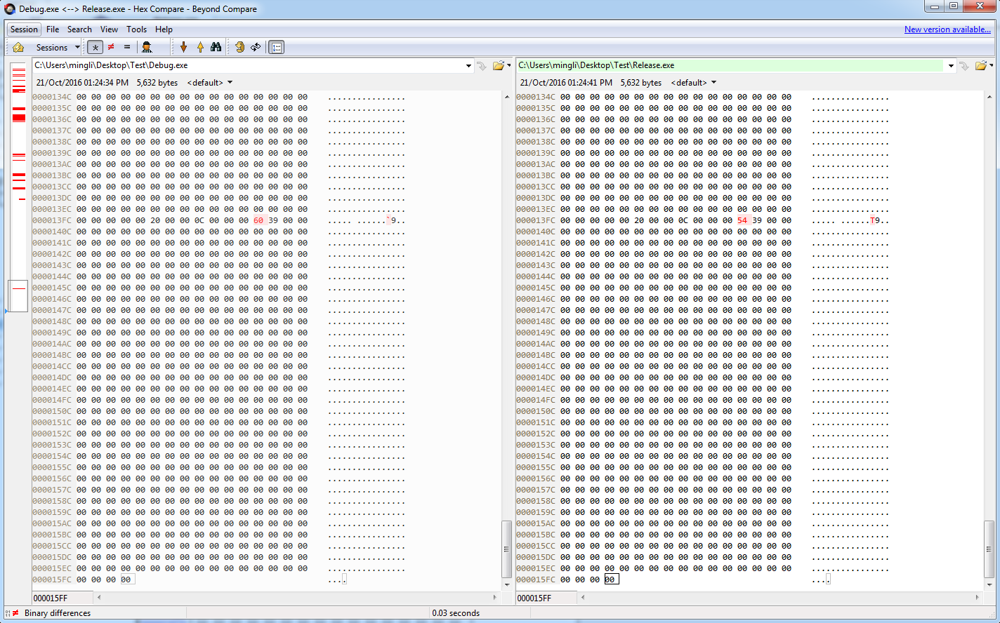 Debug.exe <--> Release.exe - Hex Compare - Beyond Compare
Session File Search View Tools Help New version available...
Sessions
C:\Users\mingli\Desktop\Test\Debug.exe C:\Users\mingli\Desktop\Test\Release.exe
21/Oct/2016 01:24:34 PM 5,632 bytes <default> 21/Oct/2016 01:24:41 PM 5,632 bytes <default>
0000134C 00 00 00 00 00 00 00 00 00 00 00 00 00 00 00 00 ................ 0000134C 00 00 00 00 00 00 00 00 00 00 00 00 00 00 00 00 ................
0000135C 00 00 00 00 00 00 00 00 00 00 00 00 00 00 00 00 ................ 0000135C 00 00 00 00 00 00 00 00 00 00 00 00 00 00 00 00 ................
0000136C 00 00 00 00 00 00 00 00 00 00 00 00 00 00 00 00 ................ 0000136C 00 00 00 00 00 00 00 00 00 00 00 00 00 00 00 00 ................
0000137C 00 00 00 00 00 00 00 00 00 00 00 00 00 00 00 00 ................ 0000137C 00 00 00 00 00 00 00 00 00 00 00 00 00 00 00 00 ................
0000138C 00 00 00 00 00 00 00 00 00 00 00 00 00 00 00 00 ................ 0000138C 00 00 00 00 00 00 00 00 00 00 00 00 00 00 00 00 ................
0000139C 00 00 00 00 00 00 00 00 00 00 00 00 00 00 00 00 ................ 0000139C 00 00 00 00 00 00 00 00 00 00 00 00 00 00 00 00 ................
000013AC 00 00 00 00 00 00 00 00 00 00 00 00 00 00 00 00 ................ 000013AC 00 00 00 00 00 00 00 00 00 00 00 00 00 00 00 00 ................
000013BC 00 00 00 00 00 00 00 00 00 00 00 00 00 00 00 00 ................ 000013BC 00 00 00 00 00 00 00 00 00 00 00 00 00 00 00 00 ................
000013CC 00 00 00 00 00 00 00 00 00 00 00 00 00 00 00 00 ................ 000013CC 00 00 00 00 00 00 00 00 00 00 00 00 00 00 00 00 ................
000013DC 00 00 00 00 00 00 00 00 00 00 00 00 00 00 00 00 ................ 000013DC 00 00 00 00 00 00 00 00 00 00 00 00 00 00 00 00 ................
000013EC 00 00 00 00 00 00 00 00 00 00 00 00 00 00 00 00 ................ 000013EC 00 00 00 00 00 00 00 00 00 00 00 00 00 00 00 00 ................
000013FC 00 00 00 00 00 20 00 00 0C 00 00 00 60 39 00 00 ..... ......`9.. 000013FC 00 00 00 00 00 20 00 00 0C 00 00 00 54 39 00 00 ..... ......T9..
0000140C 00 00 00 00 00 00 00 00 00 00 00 00 00 00 00 00 ................ 0000140C 00 00 00 00 00 00 00 00 00 00 00 00 00 00 00 00 ................
0000141C 00 00 00 00 00 00 00 00 00 00 00 00 00 00 00 00 ................ 0000141C 00 00 00 00 00 00 00 00 00 00 00 00 00 00 00 00 ................
0000142C 00 00 00 00 00 00 00 00 00 00 00 00 00 00 00 00 ................ 0000142C 00 00 00 00 00 00 00 00 00 00 00 00 00 00 00 00 ................
0000143C 00 00 00 00 00 00 00 00 00 00 00 00 00 00 00 00 ................ 0000143C 00 00 00 00 00 00 00 00 00 00 00 00 00 00 00 00 ................
0000144C 00 00 00 00 00 00 00 00 00 00 00 00 00 00 00 00 ................ 0000144C 00 00 00 00 00 00 00 00 00 00 00 00 00 00 00 00 ................
0000145C 00 00 00 00 00 00 00 00 00 00 00 00 00 00 00 00 ................ 0000145C 00 00 00 00 00 00 00 00 00 00 00 00 00 00 00 00 ................
0000146C 00 00 00 00 00 00 00 00 00 00 00 00 00 00 00 00 ................ 0000146C 00 00 00 00 00 00 00 00 00 00 00 00 00 00 00 00 ................
0000147C 00 00 00 00 00 00 00 00 00 00 00 00 00 00 00 00 ................ 0000147C 00 00 00 00 00 00 00 00 00 00 00 00 00 00 00 00 ................
0000148C 00 00 00 00 00 00 00 00 00 00 00 00 00 00 00 00 ................ 0000148C 00 00 00 00 00 00 00 00 00 00 00 00 00 00 00 00 ................
0000149C 00 00 00 00 00 00 00 00 00 00 00 00 00 00 00 00 ................ 0000149C 00 00 00 00 00 00 00 00 00 00 00 00 00 00 00 00 ................
000014AC 00 00 00 00 00 00 00 00 00 00 00 00 00 00 00 00 ................ 000014AC 00 00 00 00 00 00 00 00 00 00 00 00 00 00 00 00 ................
000014BC 00 00 00 00 00 00 00 00 00 00 00 00 00 00 00 00 ................ 000014BC 00 00 00 00 00 00 00 00 00 00 00 00 00 00 00 00 ................
000014CC 00 00 00 00 00 00 00 00 00 00 00 00 00 00 00 00 ................ 000014CC 00 00 00 00 00 00 00 00 00 00 00 00 00 00 00 00 ................
000014DC 00 00 00 00 00 00 00 00 00 00 00 00 00 00 00 00 ................ 000014DC 00 00 00 00 00 00 00 00 00 00 00 00 00 00 00 00 ................
000014EC 00 00 00 00 00 00 00 00 00 00 00 00 00 00 00 00 ................ 000014EC 00 00 00 00 00 00 00 00 00 00 00 00 00 00 00 00 ................
000014FC 00 00 00 00 00 00 00 00 00 00 00 00 00 00 00 00 ................ 000014FC 00 00 00 00 00 00 00 00 00 00 00 00 00 00 00 00 ................
0000150C 00 00 00 00 00 00 00 00 00 00 00 00 00 00 00 00 ................ 0000150C 00 00 00 00 00 00 00 00 00 00 00 00 00 00 00 00 ................
0000151C 00 00 00 00 00 00 00 00 00 00 00 00 00 00 00 00 ................ 0000151C 00 00 00 00 00 00 00 00 00 00 00 00 00 00 00 00 ................
0000152C 00 00 00 00 00 00 00 00 00 00 00 00 00 00 00 00 ................ 0000152C 00 00 00 00 00 00 00 00 00 00 00 00 00 00 00 00 ................
0000153C 00 00 00 00 00 00 00 00 00 00 00 00 00 00 00 00 ................ 0000153C 00 00 00 00 00 00 00 00 00 00 00 00 00 00 00 00 ................
0000154C 00 00 00 00 00 00 00 00 00 00 00 00 00 00 00 00 ................ 0000154C 00 00 00 00 00 00 00 00 00 00 00 00 00 00 00 00 ................
0000155C 00 00 00 00 00 00 00 00 00 00 00 00 00 00 00 00 ................ 0000155C 00 00 00 00 00 00 00 00 00 00 00 00 00 00 00 00 ................
0000156C 00 00 00 00 00 00 00 00 00 00 00 00 00 00 00 00 ................ 0000156C 00 00 00 00 00 00 00 00 00 00 00 00 00 00 00 00 ................
0000157C 00 00 00 00 00 00 00 00 00 00 00 00 00 00 00 00 ................ 0000157C 00 00 00 00 00 00 00 00 00 00 00 00 00 00 00 00 ................
0000158C 00 00 00 00 00 00 00 00 00 00 00 00 00 00 00 00 ................ 0000158C 00 00 00 00 00 00 00 00 00 00 00 00 00 00 00 00 ................
0000159C 00 00 00 00 00 00 00 00 00 00 00 00 00 00 00 00 ................ 0000159C 00 00 00 00 00 00 00 00 00 00 00 00 00 00 00 00 ................
000015AC 00 00 00 00 00 00 00 00 00 00 00 00 00 00 00 00 ................ 000015AC 00 00 00 00 00 00 00 00 00 00 00 00 00 00 00 00 ................
000015BC 00 00 00 00 00 00 00 00 00 00 00 00 00 00 00 00 ................ 000015BC 00 00 00 00 00 00 00 00 00 00 00 00 00 00 00 00 ................
000015CC 00 00 00 00 00 00 00 00 00 00 00 00 00 00 00 00 ................ 000015CC 00 00 00 00 00 00 00 00 00 00 00 00 00 00 00 00 ................
000015DC 00 00 00 00 00 00 00 00 00 00 00 00 00 00 00 00 ................ 000015DC 00 00 00 00 00 00 00 00 00 00 00 00 00 00 00 00 ................
000015EC 00 00 00 00 00 00 00 00 00 00 00 00 00 00 00 00 ................ 000015EC 00 00 00 00 00 00 00 00 00 00 00 00 00 00 00 00 ................
000015FC 00 00 00 00 .... 000015FC 00 00 00 00 ....
000015FF 000015FF
Binary differences 0.03 seconds